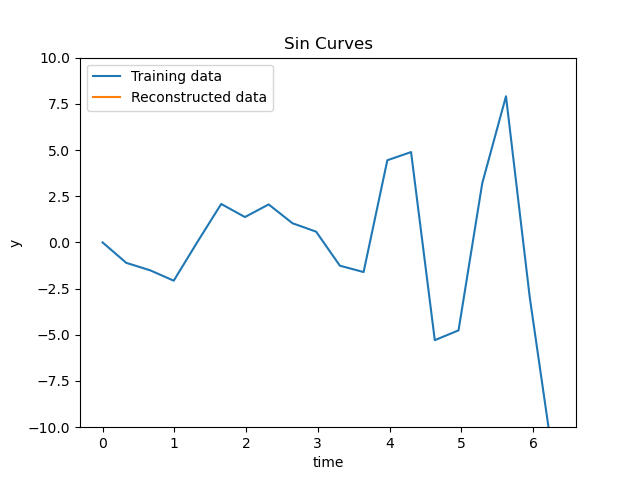 Sin Curves
Training data
Reconstructed data
10.0
7.5
5.0
2.5
0.0
−2.5
−5.0
−7.5
−10.0
y
0 1 2 3 4 5 6
time